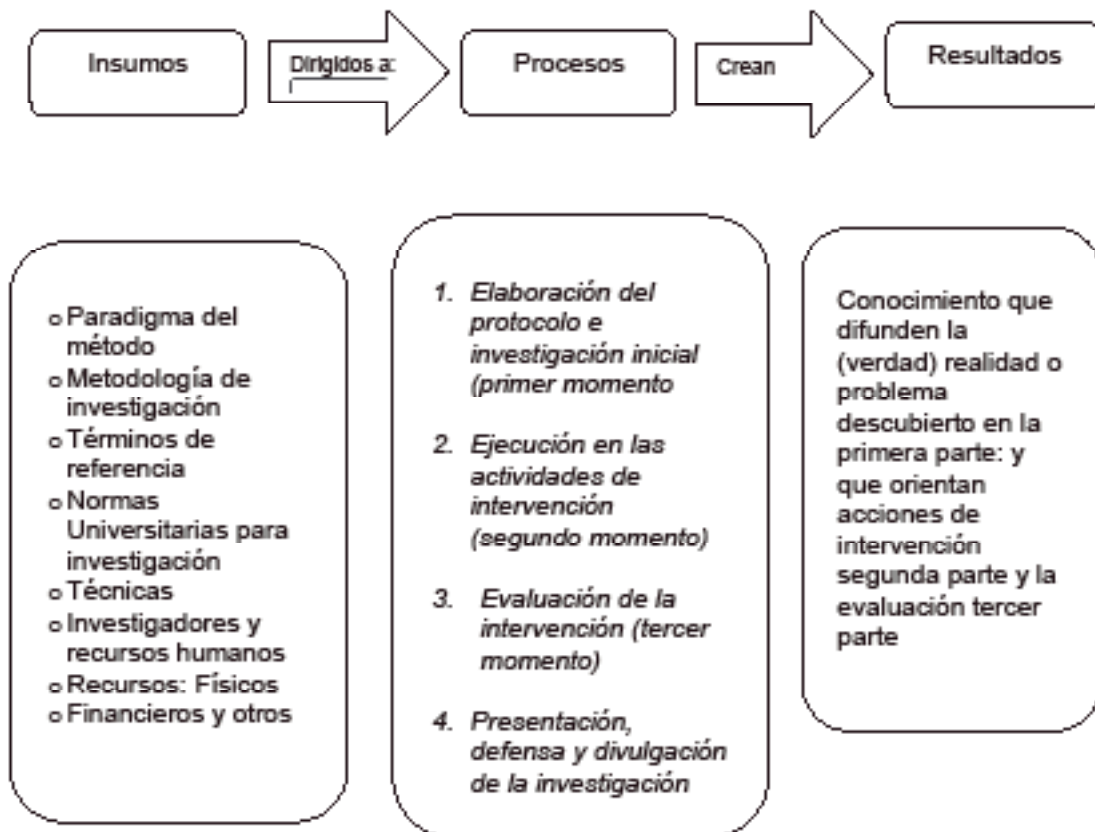 Insumos
Dirigidos a:
Procesos
Crean
Resultados
o Paradigma del
método
o Metodología de
investigación
o Términos de
referencia
o Normas
Universitarias para
investigación
o Técnicas
o Investigadores y
recursos humanos
o Recursos: Físicos
o Financieros y otros
1. Elaboración del
protocolo e
investigación inicial
(primer momento
2. Ejecución en las
actividades de
intervención
(segundo momento)
3. Evaluación de la
intervención (tercer
momento)
4. Presentación,
defensa y divulgación
de la investigación
Conocimiento que
difunden la
(verdad) realidad o
problema
descubierto en la
primera parte: y
que orientan
acciones de
intervención
segunda parte y la
evaluación tercer
parte